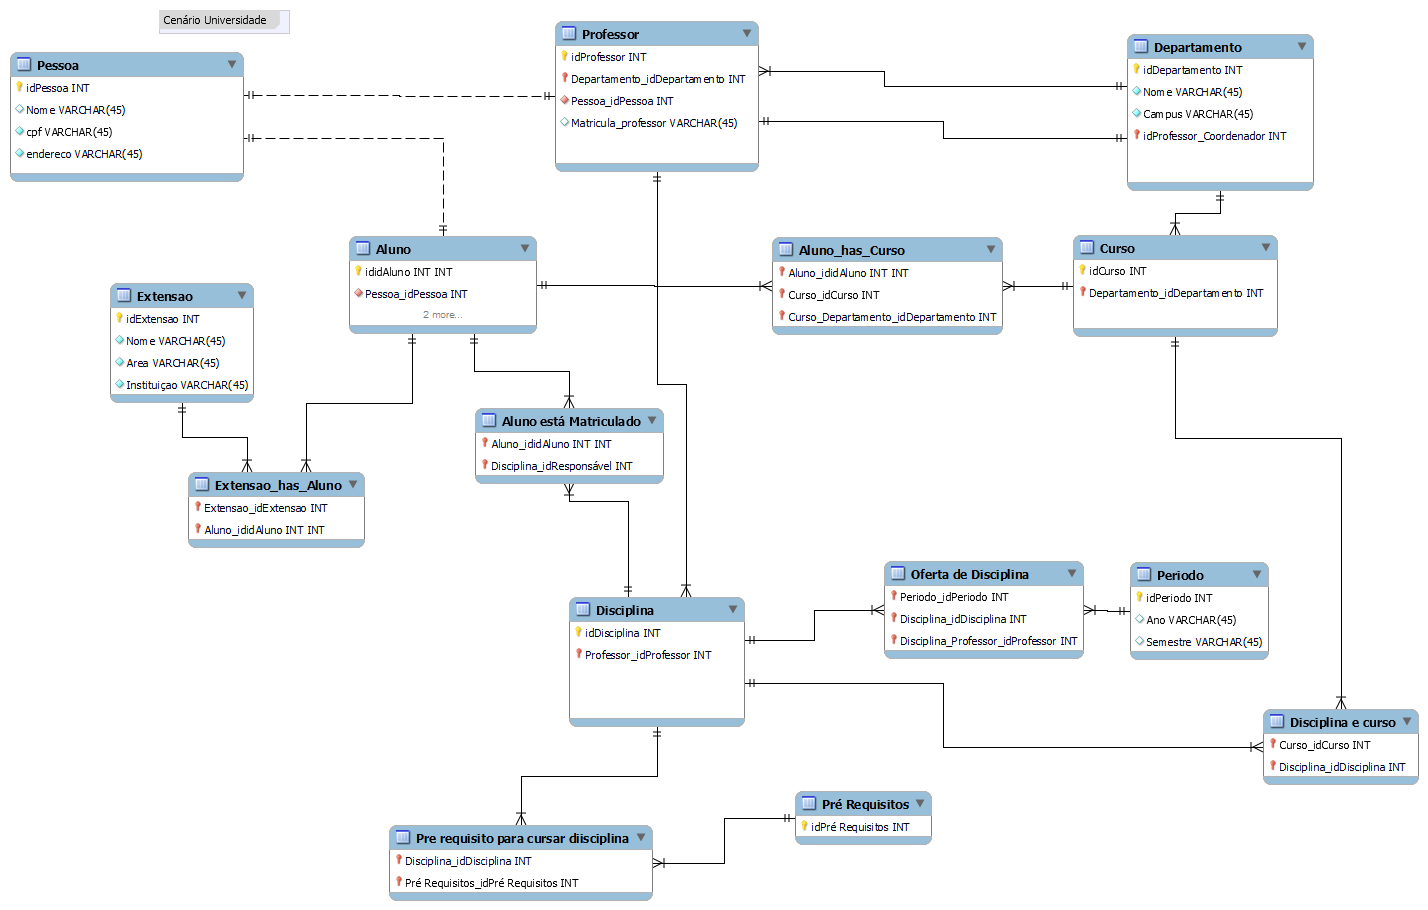 Cenário Universidade
Pessoa
idPessoa INT
Nome VARCHAR(45)
cpf VARCHAR(45)
endereco VARCHAR(45)
Professor
idProfessor INT
Departamento_idDepartamento INT
Pessoa_idPessoa INT
Matricula_professor VARCHAR(45)
Departamento
idDepartamento INT
Nome VARCHAR(45)
Campus VARCHAR(45)
idProfessor_Coordenador INT
Aluno
ididAluno INT INT
Pessoa_idPessoa INT
2 more...
Aluno_has_Curso
Aluno_ididAluno INT INT
Curso_idCurso INT
Curso_Departamento_idDepartamento INT
Curso
idCurso INT
Departamento_idDepartamento INT
Extensao
idExtensao INT
Nome VARCHAR(45)
Area VARCHAR(45)
Instituiçao VARCHAR(45)
Aluno está Matriculado
Aluno_ididAluno INT INT
Disciplina_idResponsável INT
Extensao_has_Aluno
Extensao_idExtensao INT
Aluno_ididAluno INT INT
Disciplina
idDisciplina INT
Professor_idProfessor INT
Oferta de Disciplina
Periodo_idPeriodo INT
Disciplina_idDisciplina INT
Disciplina_Professor_idProfessor INT
Periodo
idPeriodo INT
Ano VARCHAR(45)
Semestre VARCHAR(45)
Disciplina e curso
Curso_idCurso INT
Disciplina_idDisciplina INT
Pré Requisitos
idPré Requisitos INT
Pre requisito para cursar diisciplina
Disciplina_idDisciplina INT
Pré Requisitos_idPré Requisitos INT